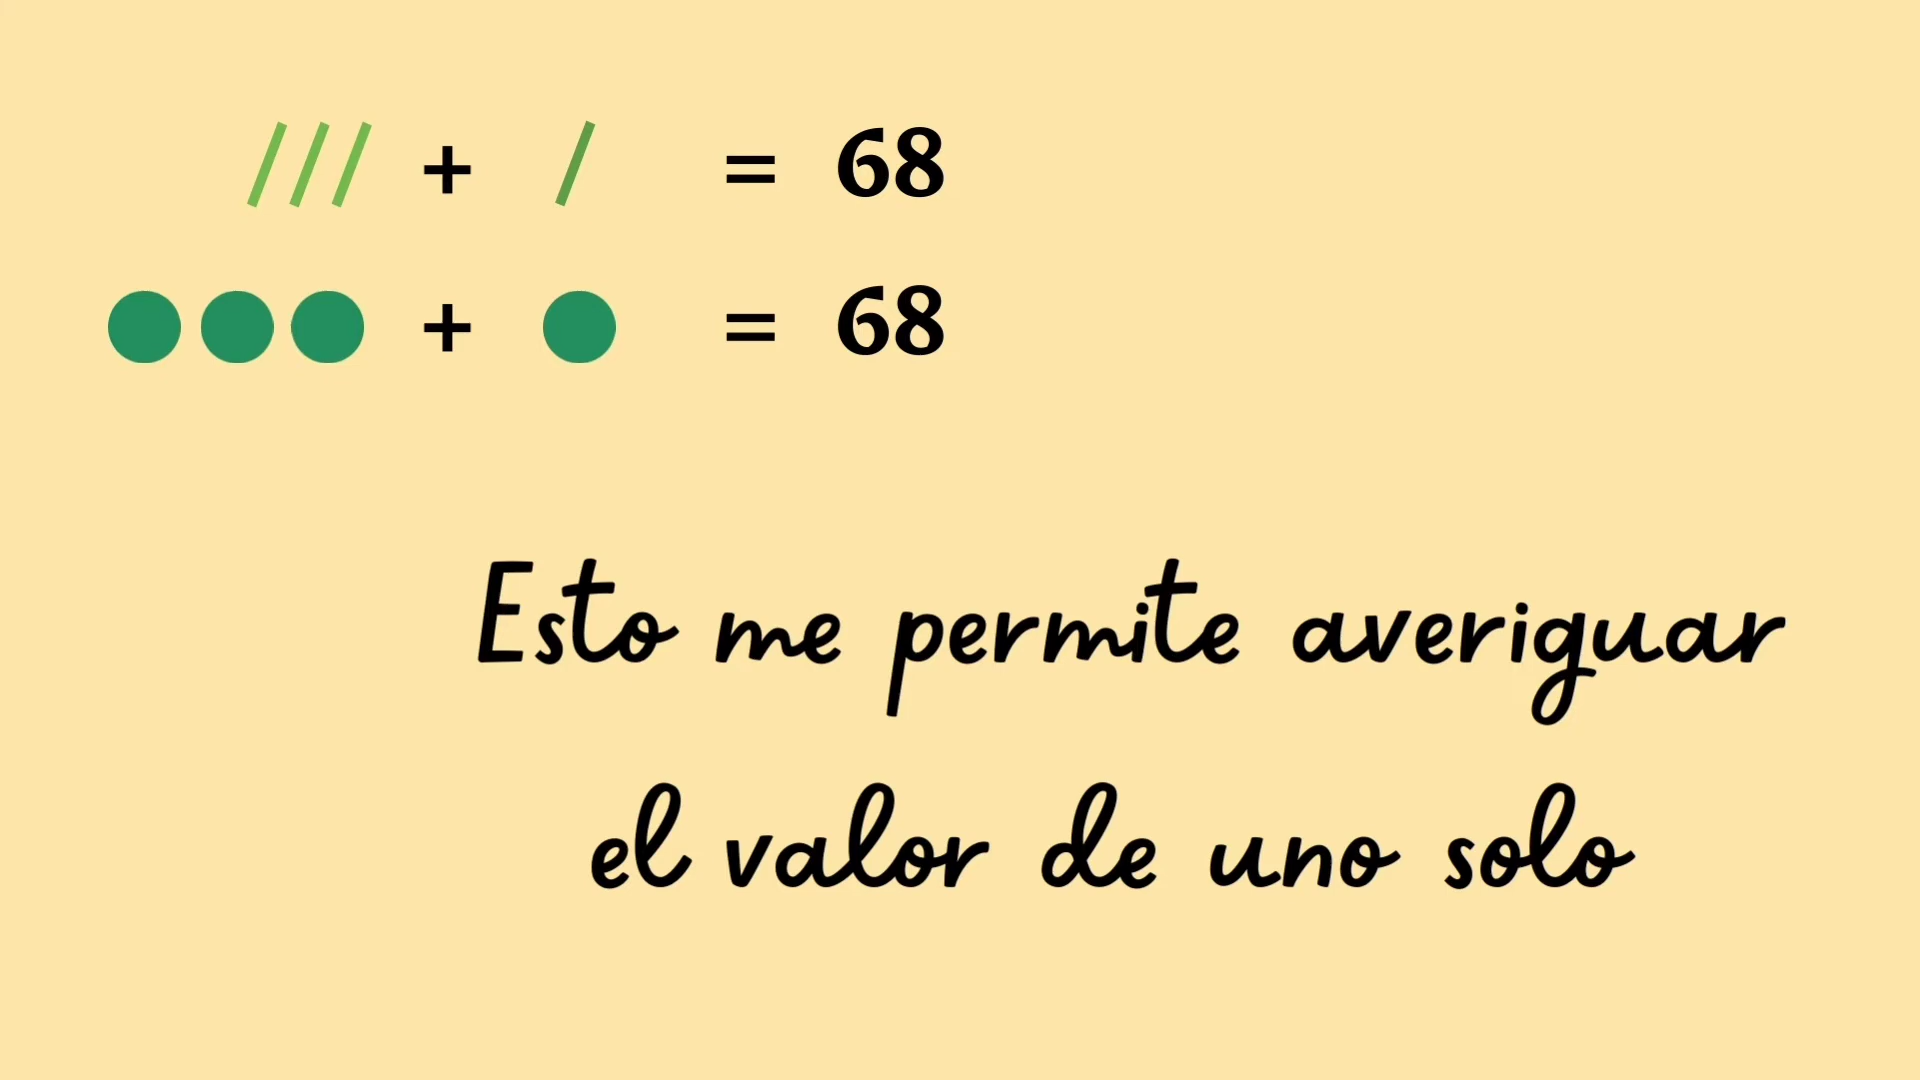 /// + / = 68
+ = 68
Esto me permite averiguar
el valor de uno solo